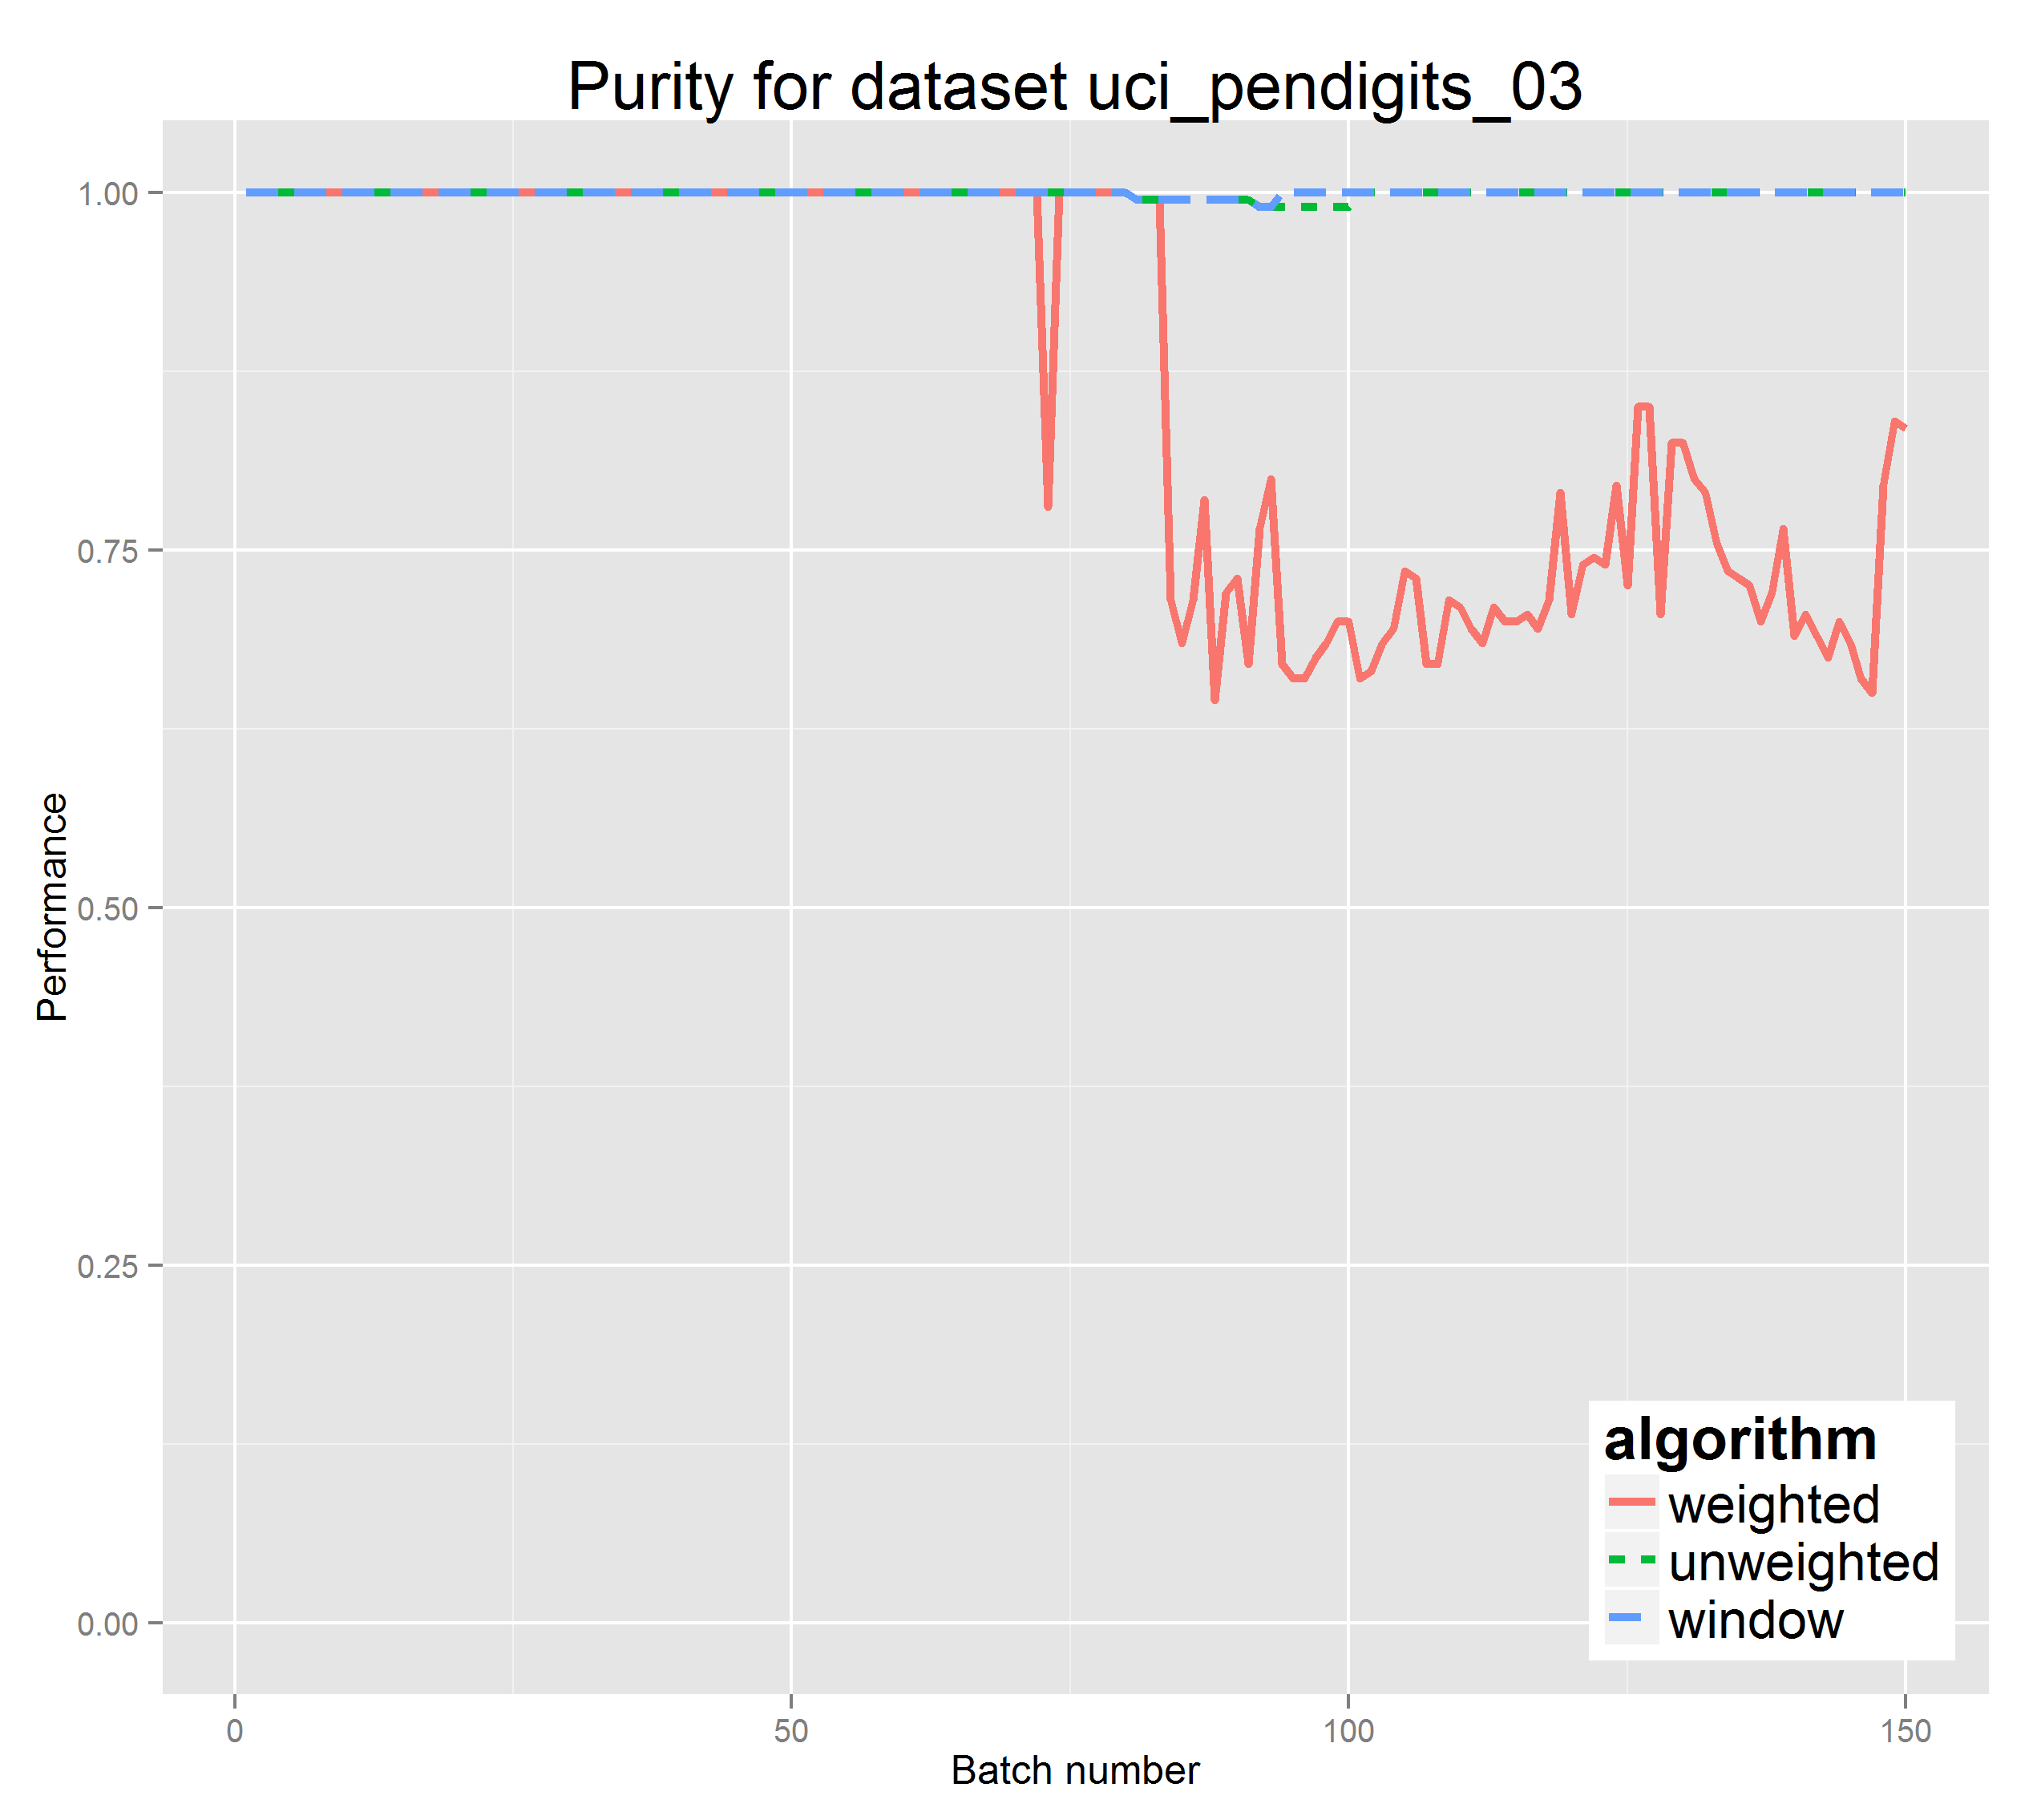 Purity for dataset uci_pendigits_03
1.00
0.75
0.50
0.25
0.00
Performance
0
50
100
150
Batch number
algorithm
weighted
unweighted
window